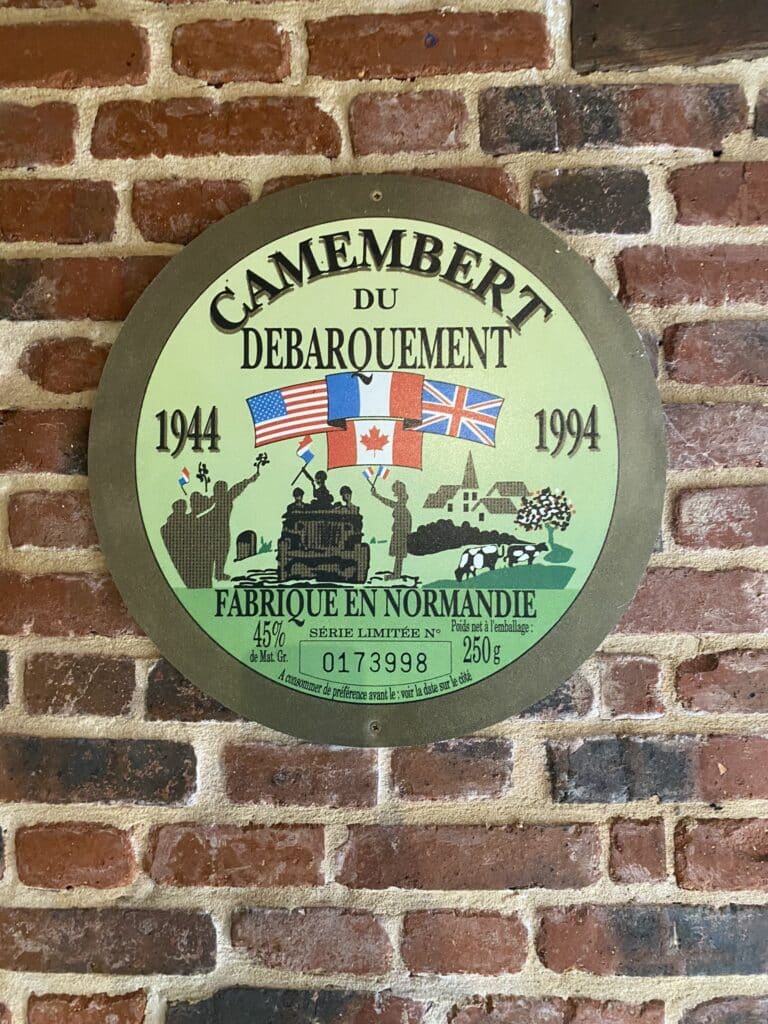 CAMEMBERT
DU
DEBARQUEMENT
1944
1994
FABRIQUE EN NORMANDIE
45%
de Mat. Gr.
SÉRIE LIMITÉE N°
0173998
Poids net à l'emballage :
250g
A consommer de préférence avant le : voir la date sur le côté